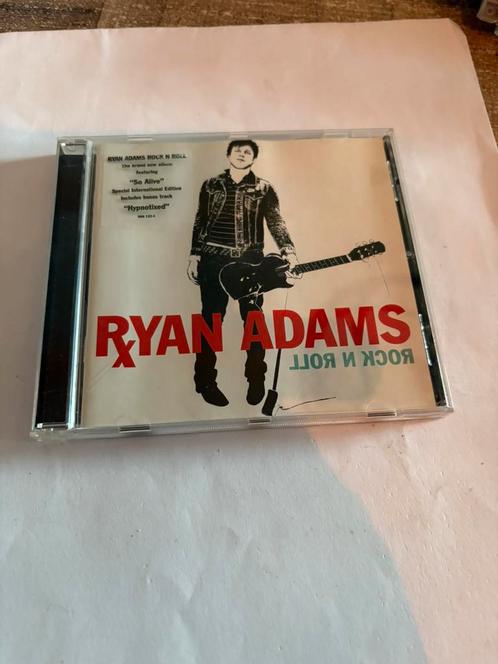 RYAN ADAMS ROCK N ROLL
The brand new album
featuring
"So Alive"
Special International Edition
Includes bonus track
"Hypnotized"
RYAN ADAMS
ROCK N ROLL